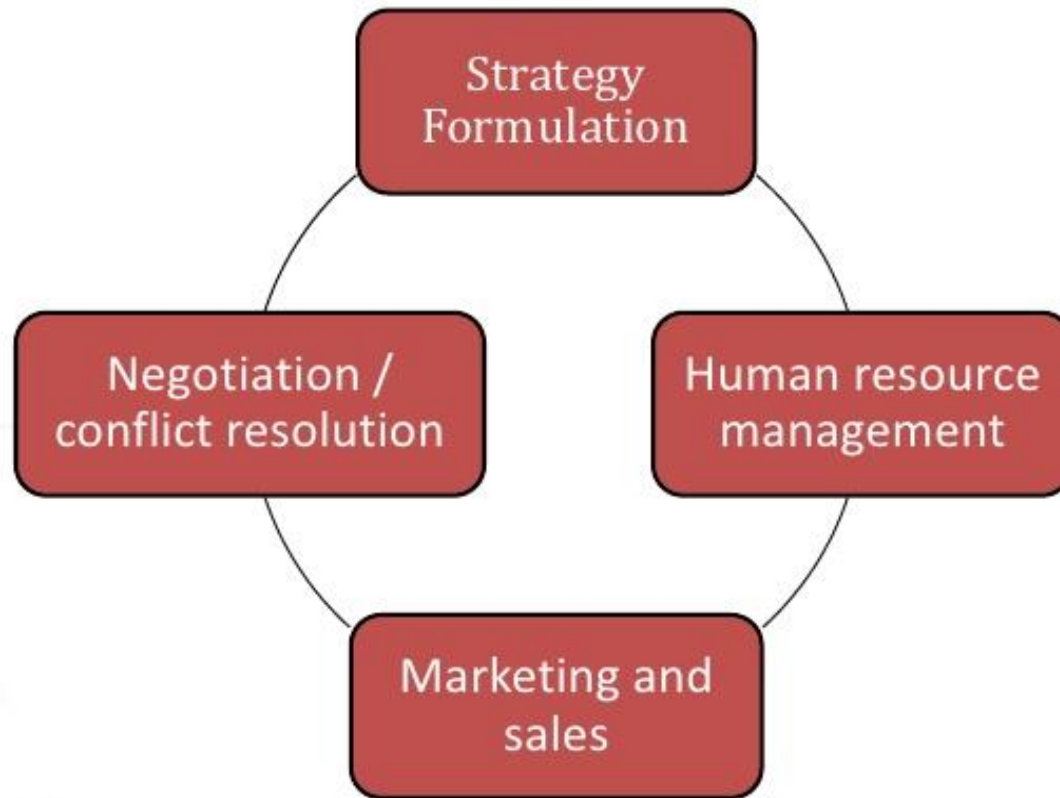 Strategy
Formulation
Negotiation /
conflict resolution
Human resource
management
Marketing and
sales